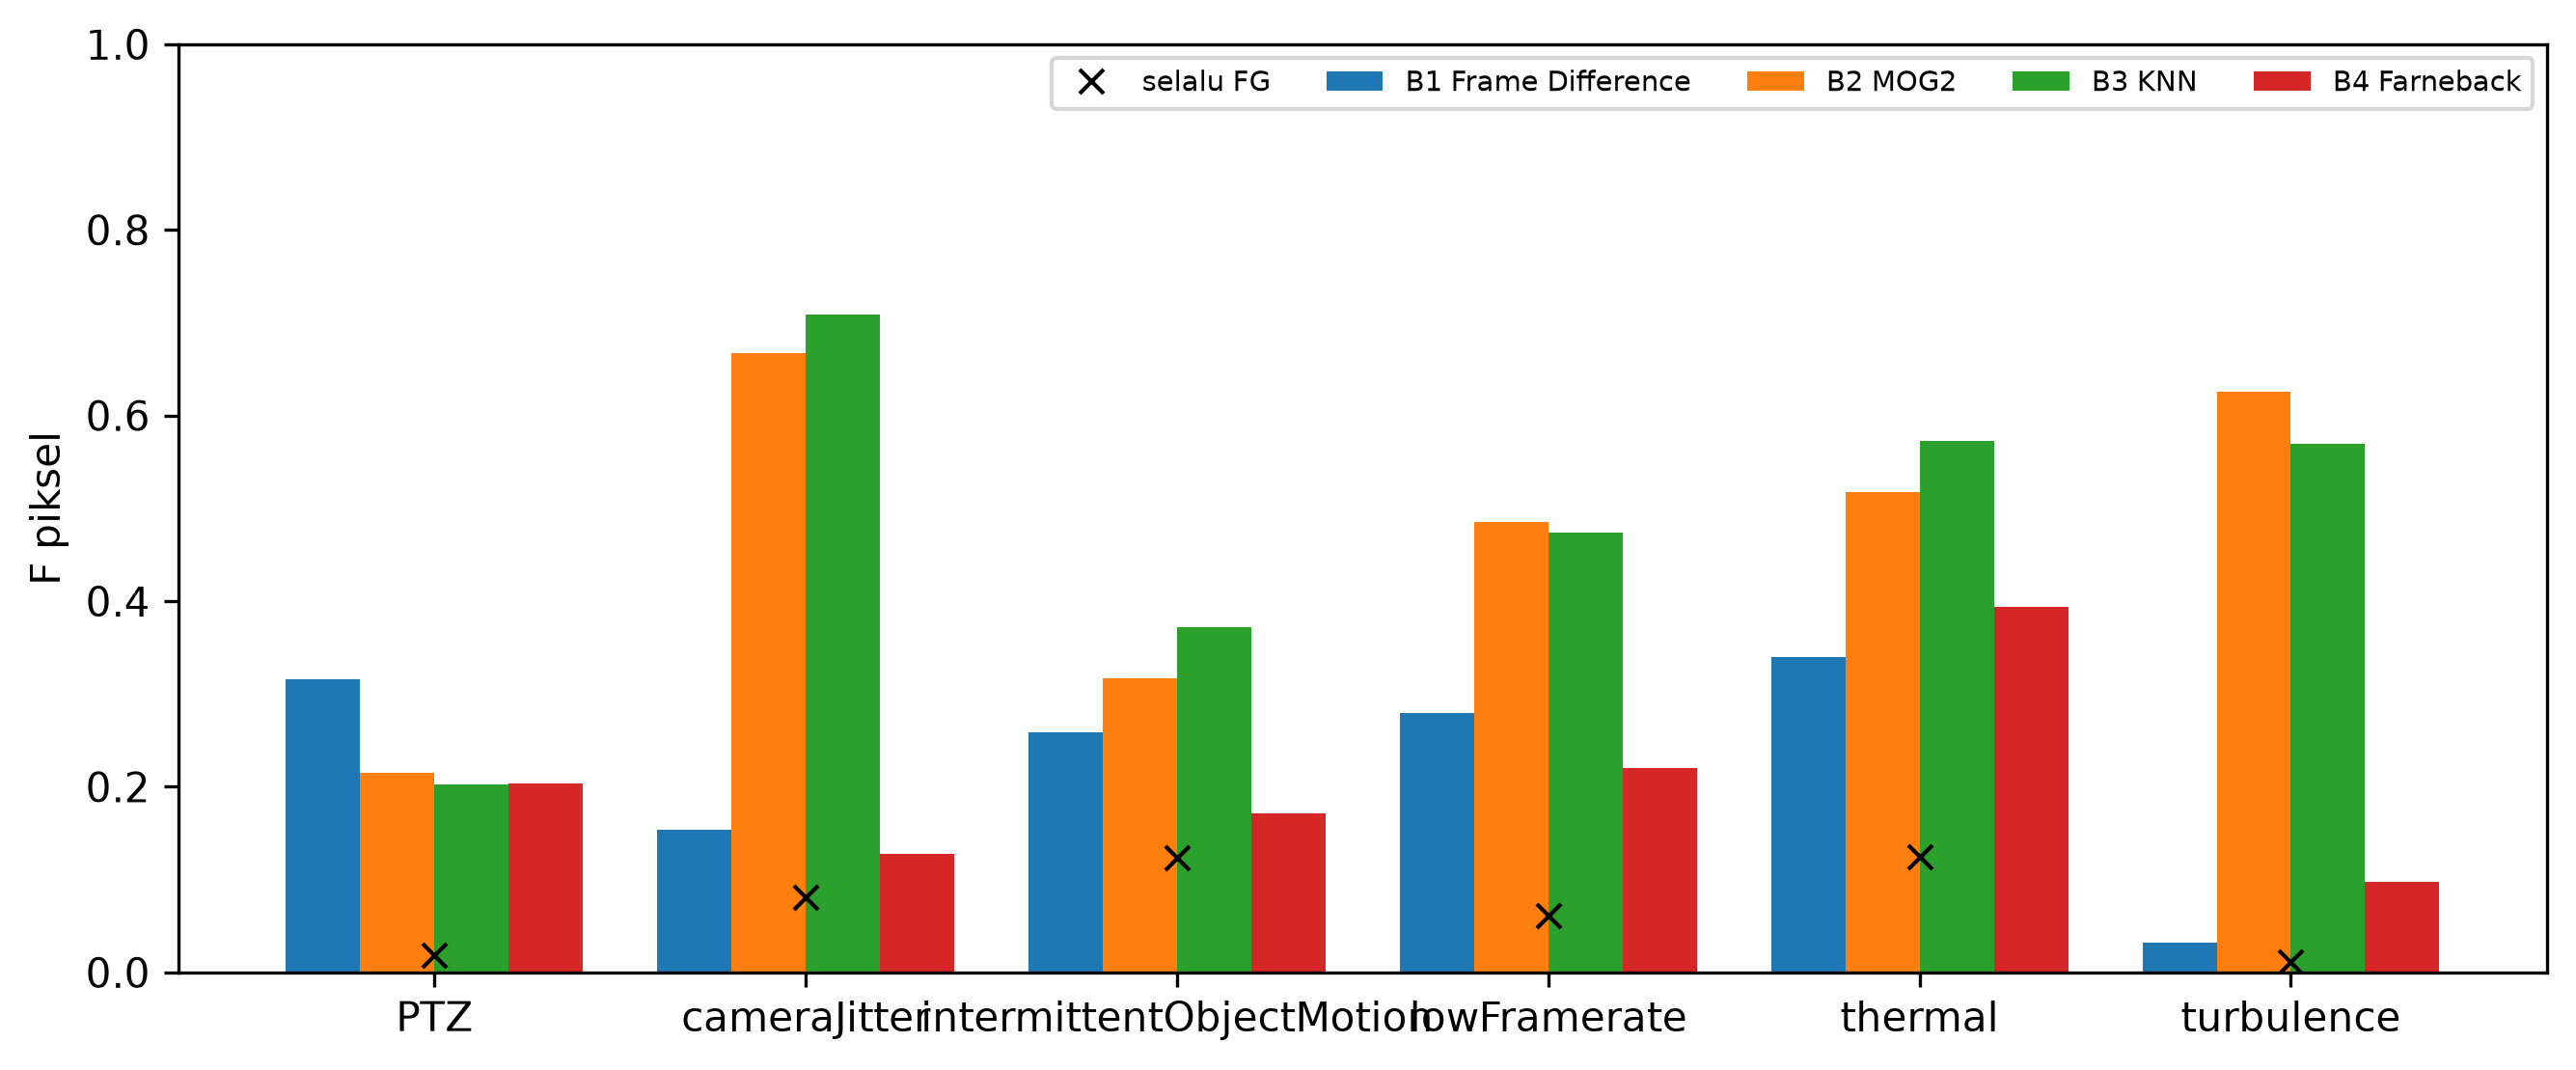 1.0
selalu FG B1 Frame Difference B2 MOG2 B3 KNN B4 Farneback
0.8
0.6
F piksel
0.4
0.2
0.0
PTZ cameraJitter intermittentObjectMotion lowFramerate thermal turbulence